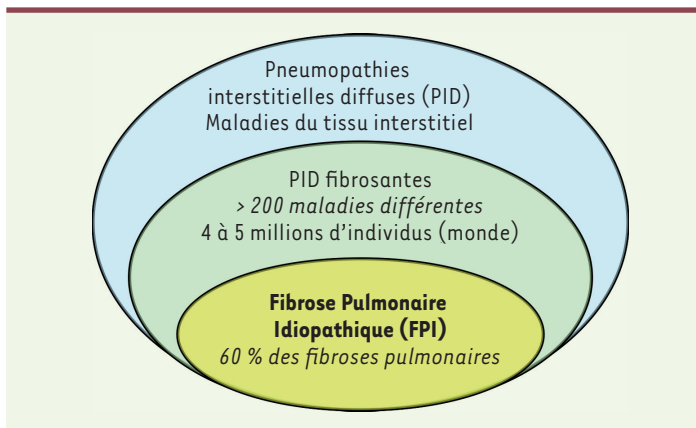 Pneumopathies
interstitielles diffuses (PID)
Maladies du tissu interstitiel
PID fibrosantes
> 200 maladies différentes
4 à 5 millions d'individus (monde)
Fibrose Pulmonaire
Idiopathique (FPI)
60 % des fibroses pulmonaires